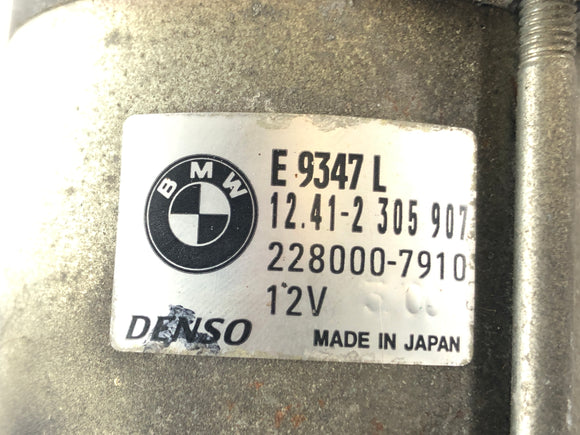 BMW
E 9347 L
12.41-2 305 907
228000-7910
12V
DENSO
MADE IN JAPAN